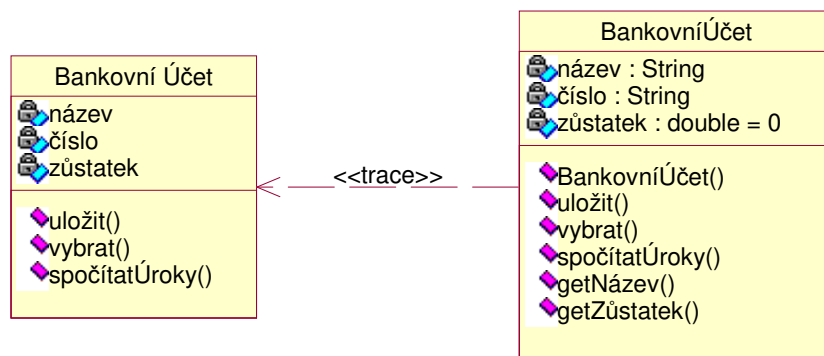 Bankovní Účet
název
číslo
zůstatek
uložit()
vybrat()
spočítatÚroky()
<<trace>>
BankovníÚčet
název : String
číslo : String
zůstatek : double = 0
BankovníÚčet()
uložit()
vybrat()
spočítatÚroky()
getNázev()
getZůstatek()